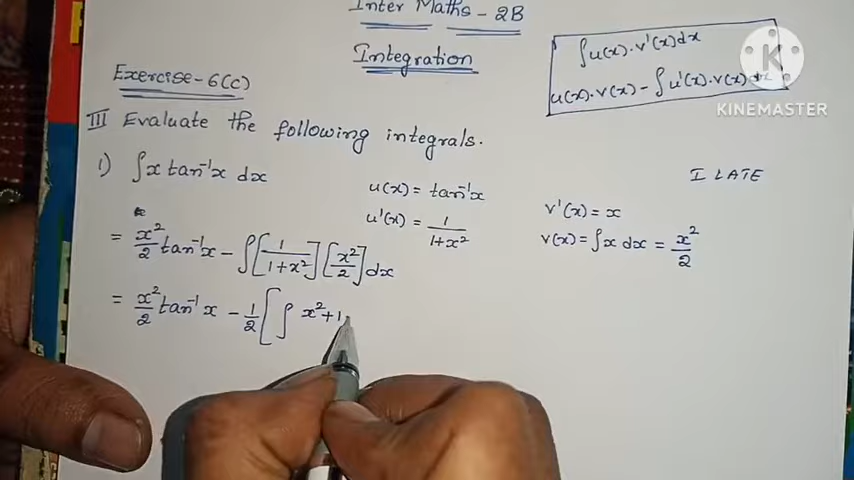 Inter Maths - 2B
Integration
∫u(x)·v'(x)dx
u(x)·v(x) - ∫u'(x)·v(x) dx
K
KINEMASTER
Exercise - 6(c)
III Evaluate the following integrals.
1) ∫x tan⁻¹x dx
I LATE
u(x) = tan⁻¹x
v'(x) = x
u'(x) = 1/(1+x²)
v(x) = ∫x dx = x²/2
= x²/2 tan⁻¹x - ∫[1/(1+x²)][x²/2]dx
= x²/2 tan⁻¹x - 1/2[∫ x²+1